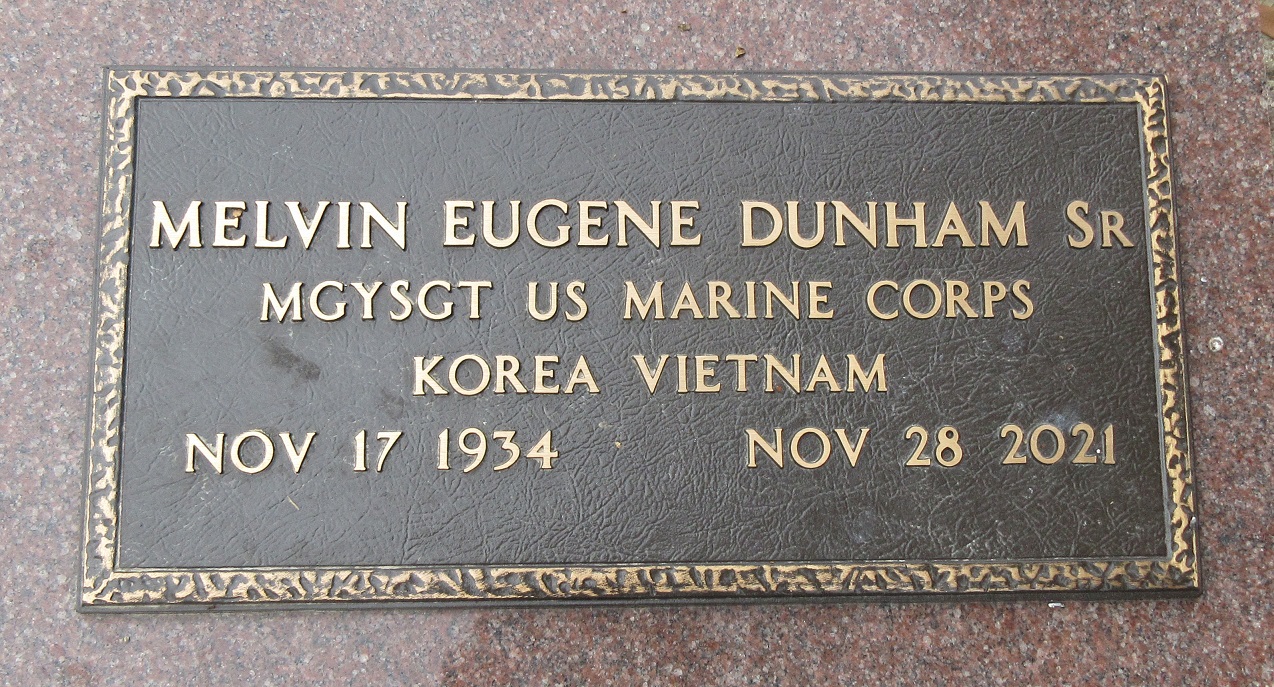 MELVIN EUGENE DUNHAM SR
MGYSGT US MARINE CORPS
KOREA VIETNAM
NOV 17 1934 NOV 28 2021